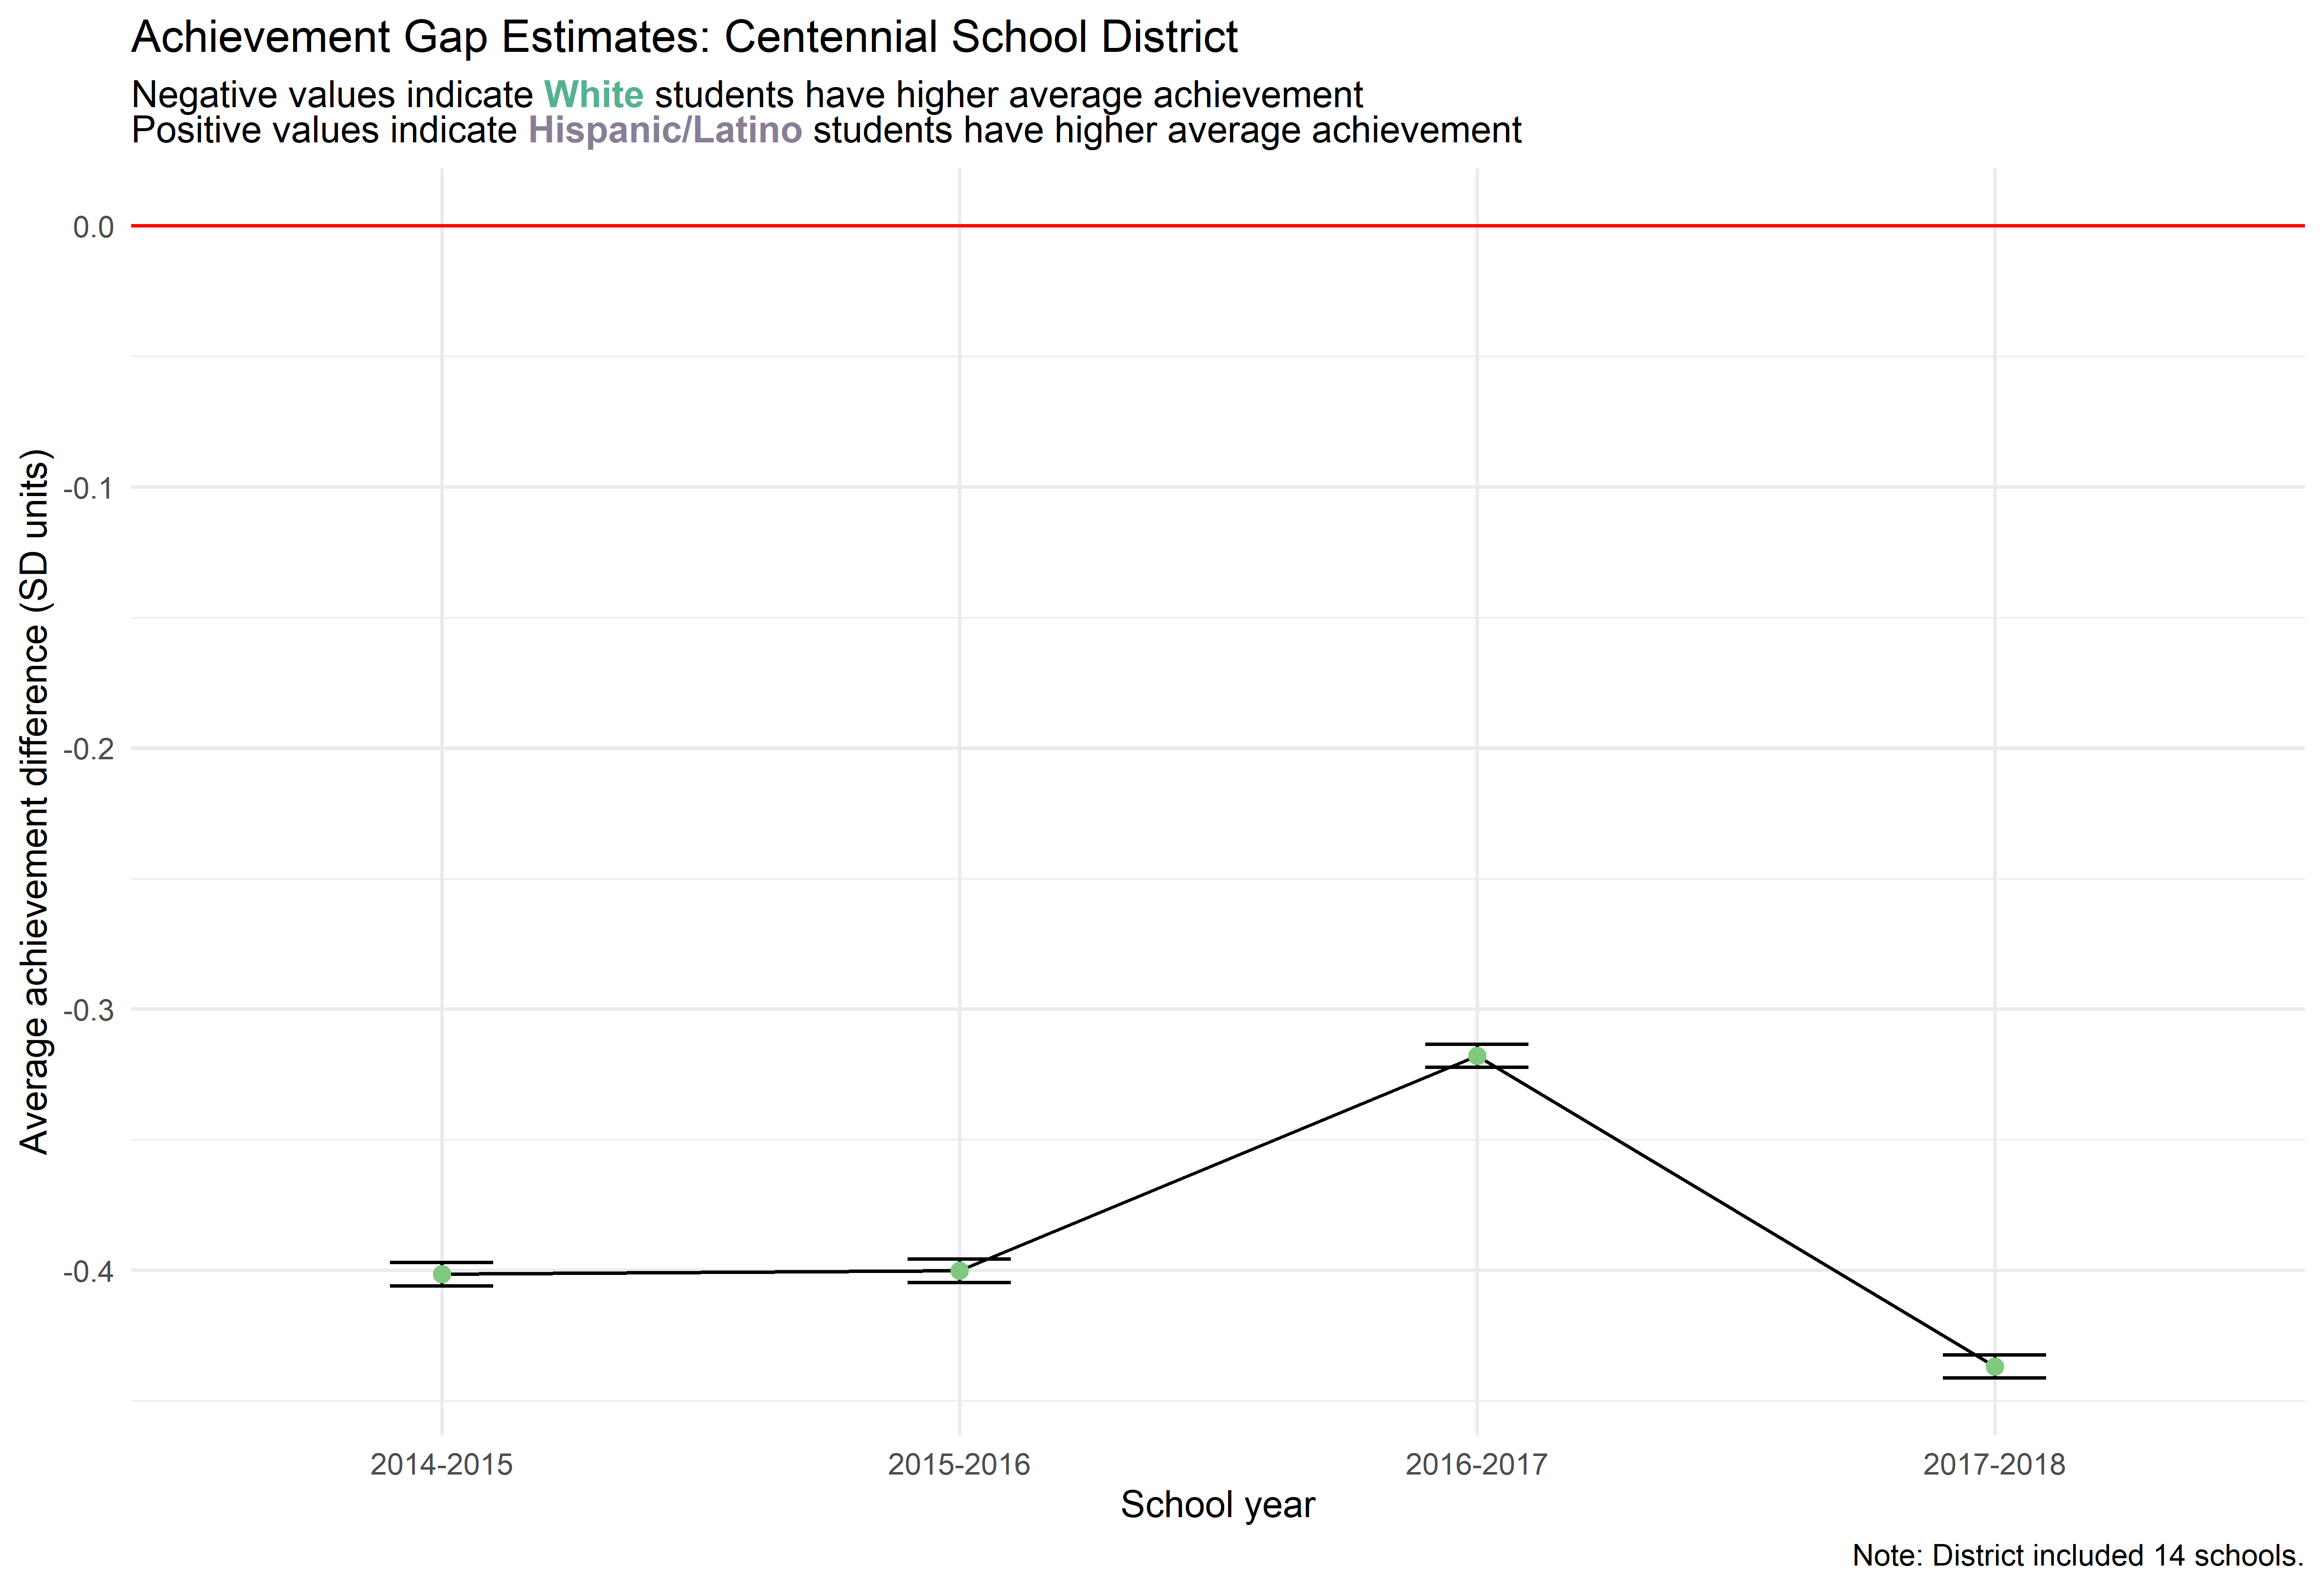 Achievement Gap Estimates: Centennial School District
Negative values indicate White students have higher average achievement
Positive values indicate Hispanic/Latino students have higher average achievement
Average achievement difference (SD units)
0.0
-0.1
-0.2
-0.3
-0.4
2014-2015
2015-2016
2016-2017
2017-2018
School year
Note: District included 14 schools.